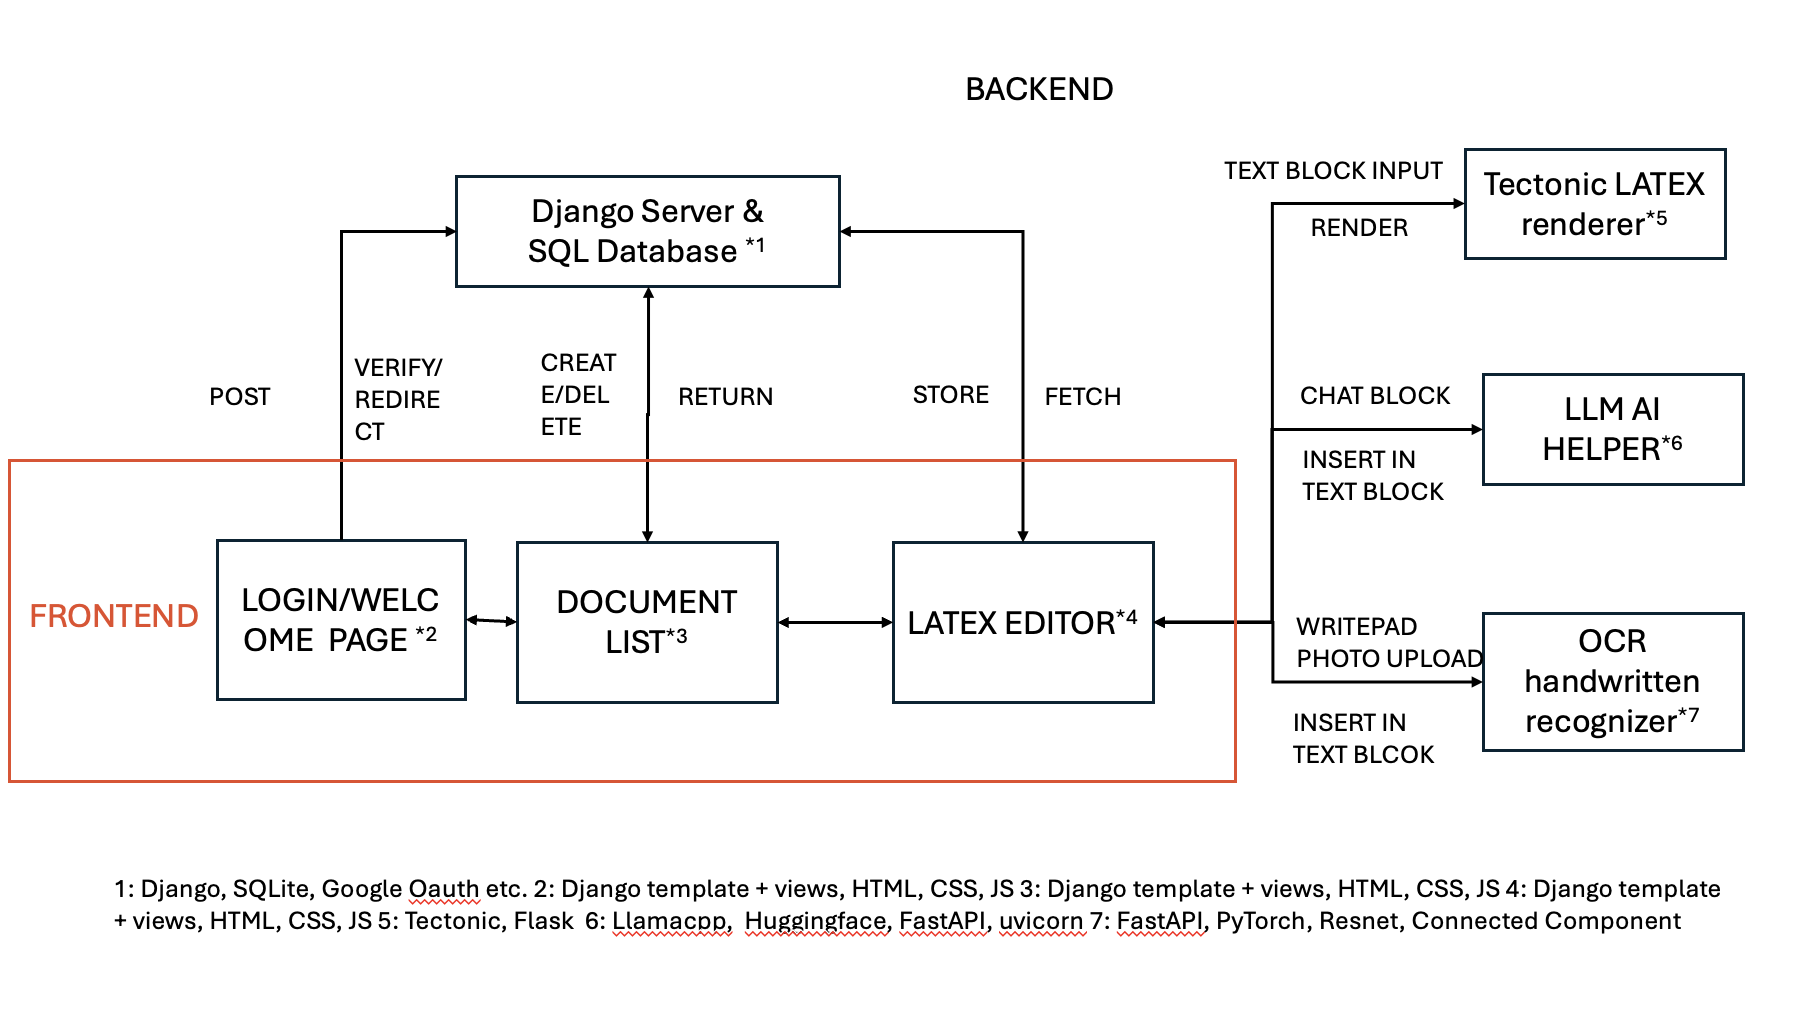 BACKEND
Django Server &
SQL Database *1
TEXT BLOCK INPUT
RENDER
Tectonic LATEX
renderer*5
POST
VERIFY/
REDIRE
CT
CREAT
E/DEL
ETE
RETURN
STORE
FETCH
CHAT BLOCK
INSERT IN
TEXT BLOCK
LLM AI
HELPER*6
FRONTEND
LOGIN/WELC
OME PAGE *2
DOCUMENT
LIST*3
LATEX EDITOR*4
WRITEPAD
PHOTO UPLOAD
INSERT IN
TEXT BLCOK
OCR
handwritten
recognizer*7
1: Django, SQLite, Google Oauth etc. 2: Django template + views, HTML, CSS, JS 3: Django template + views, HTML, CSS, JS 4: Django template
+ views, HTML, CSS, JS 5: Tectonic, Flask 6: Llamacpp, Huggingface, FastAPI, uvicorn 7: FastAPI, PyTorch, Resnet, Connected Component